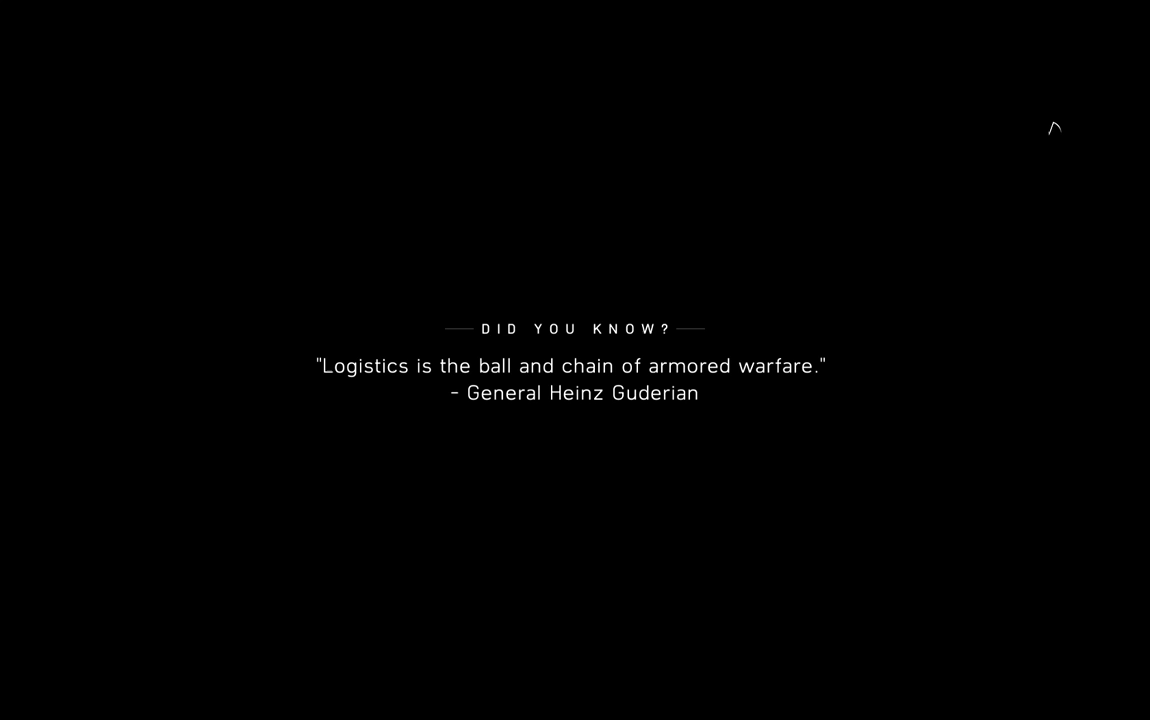 DID YOU KNOW?
"Logistics is the ball and chain of armored warfare."
- General Heinz Guderian